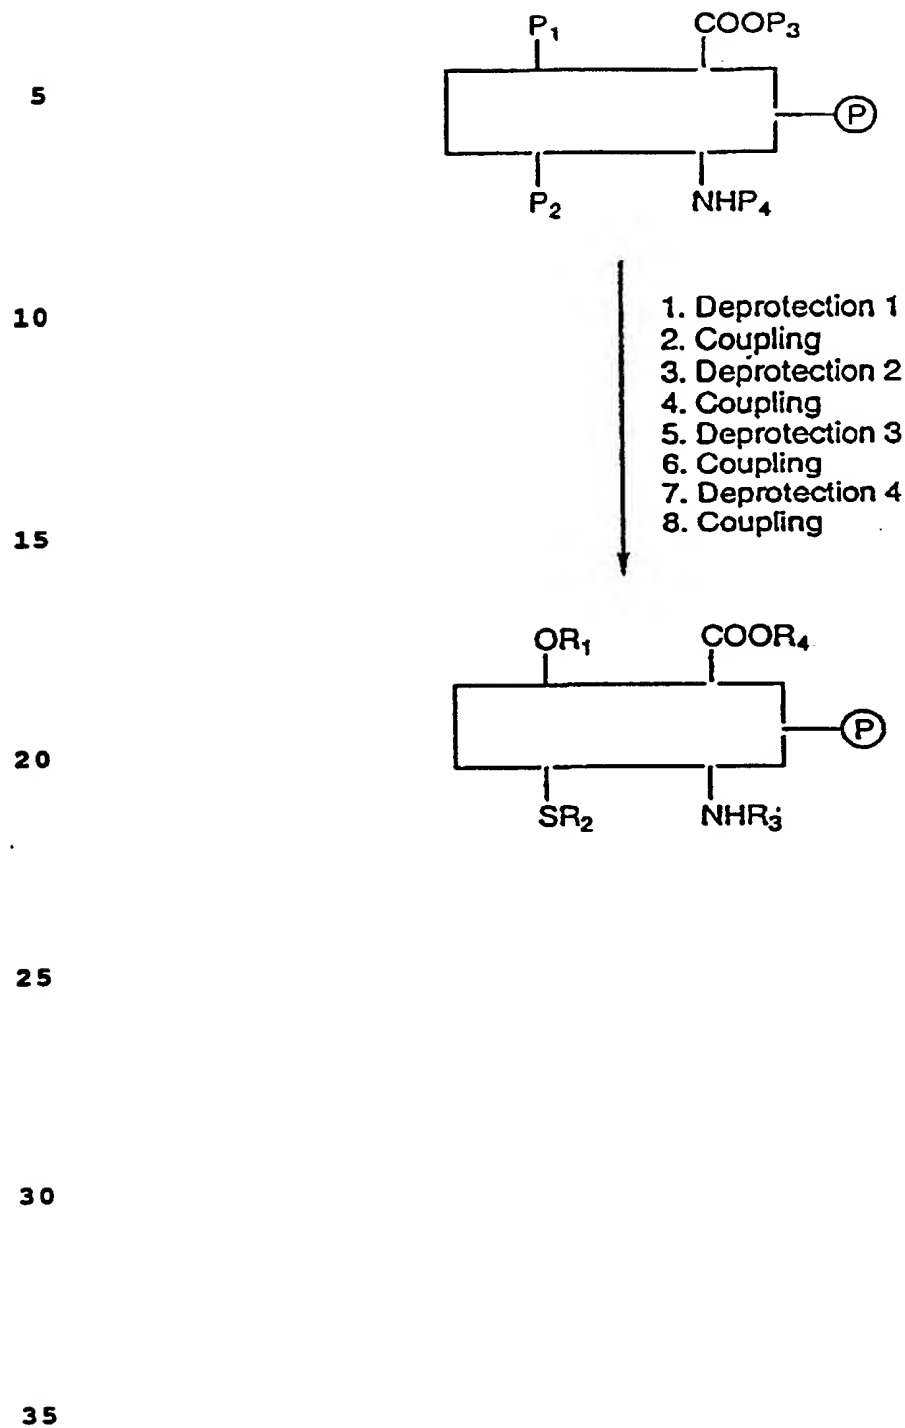 P₁ COOP₃
5
P
P₂ NHP₄
10
1. Deprotection 1
2. Coupling
3. Deprotection 2
4. Coupling
5. Deprotection 3
6. Coupling
7. Deprotection 4
8. Coupling
15
OR₁ COOR₄
20
P
SR₂ NHR₃
25
30
35